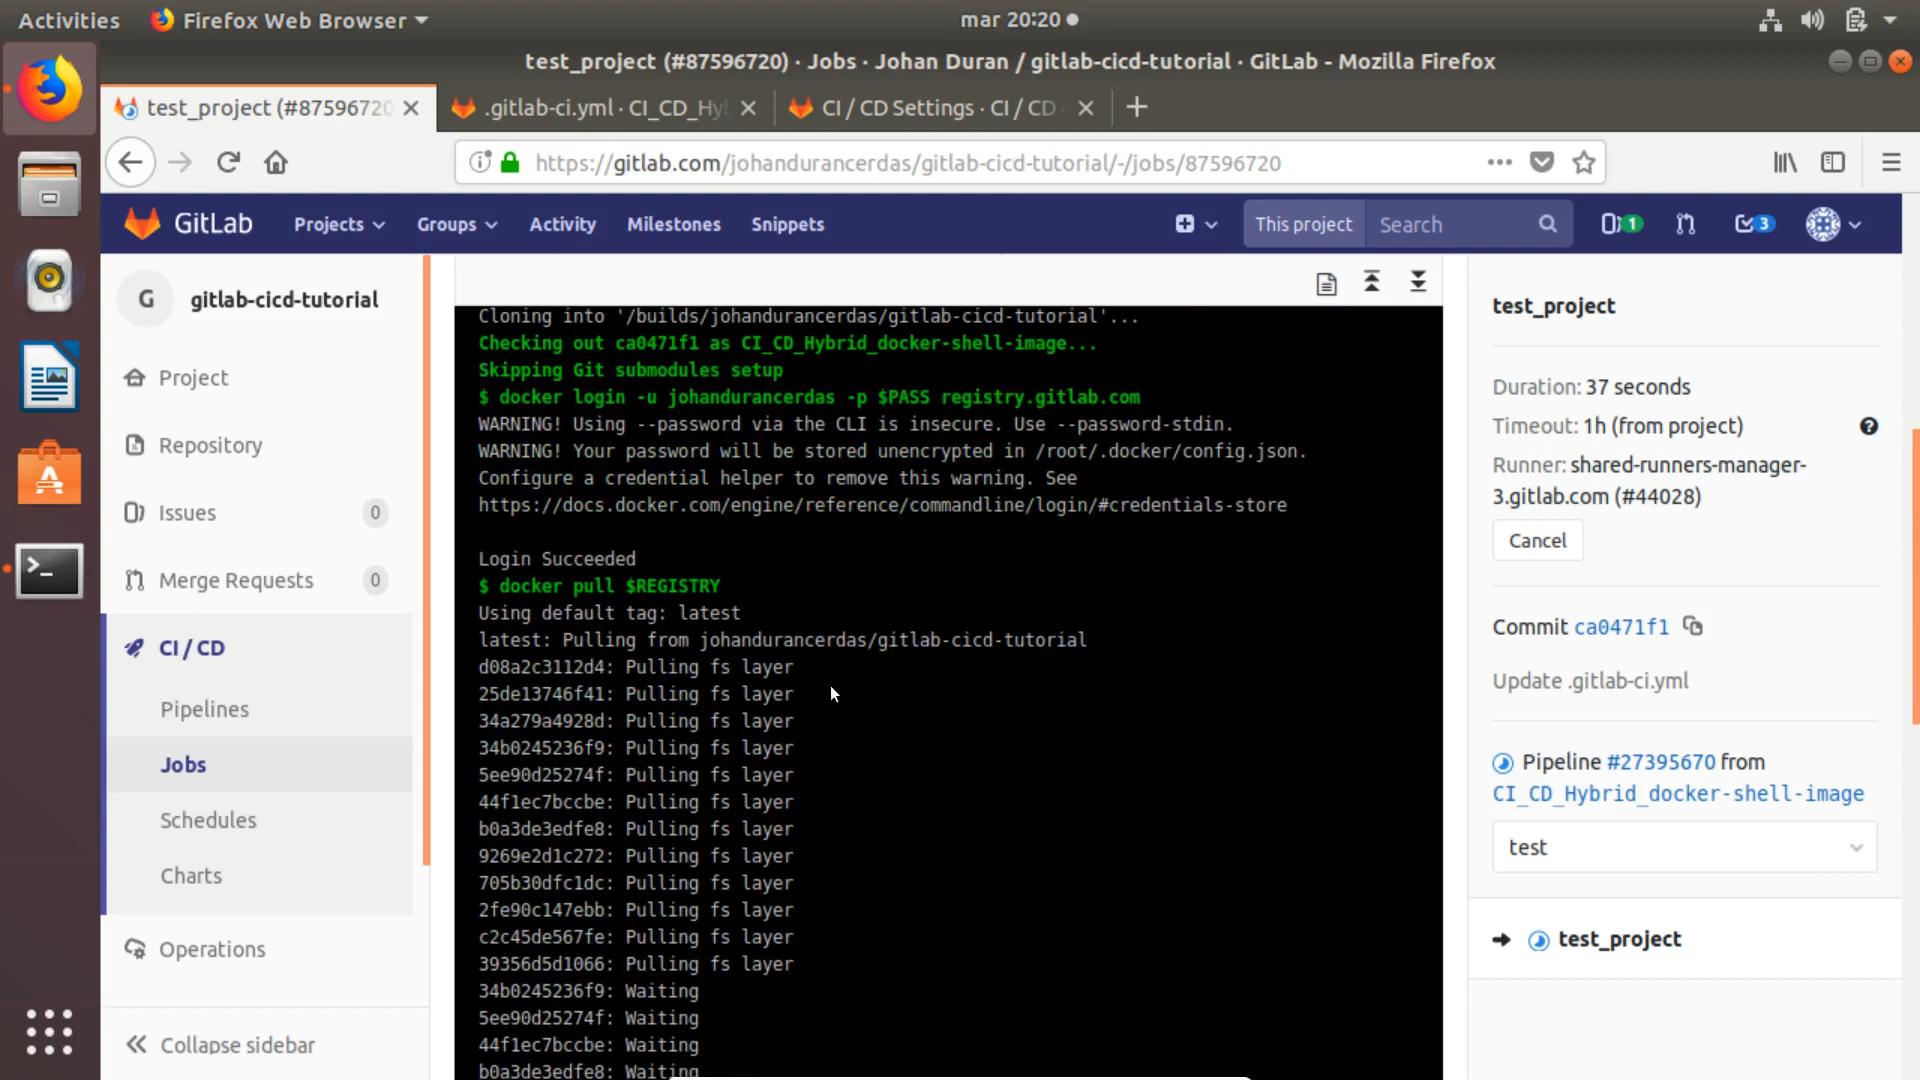 Activities
Firefox Web Browser
mar 20:20
test_project (#87596720) · Jobs · Johan Duran / gitlab-cicd-tutorial · GitLab - Mozilla Firefox
test_project (#87596720
.gitlab-ci.yml · CI_CD_Hyb
CI / CD Settings · CI / CD
https://gitlab.com/johandurancerdas/gitlab-cicd-tutorial/-/jobs/87596720
GitLab
Projects
Groups
Activity
Milestones
Snippets
This project
Search
1
3
G
gitlab-cicd-tutorial
Project
Repository
Issues 0
Merge Requests 0
CI / CD
Pipelines
Jobs
Schedules
Charts
Operations
Collapse sidebar
Cloning into '/builds/johandurancerdas/gitlab-cicd-tutorial'...
Checking out ca0471f1 as CI_CD_Hybrid_docker-shell-image...
Skipping Git submodules setup
$ docker login -u johandurancerdas -p $PASS registry.gitlab.com
WARNING! Using --password via the CLI is insecure. Use --password-stdin.
WARNING! Your password will be stored unencrypted in /root/.docker/config.json.
Configure a credential helper to remove this warning. See
https://docs.docker.com/engine/reference/commandline/login/#credentials-store
Login Succeeded
$ docker pull $REGISTRY
Using default tag: latest
latest: Pulling from johandurancerdas/gitlab-cicd-tutorial
d08a2c3112d4: Pulling fs layer
25de13746f41: Pulling fs layer
34a279a4928d: Pulling fs layer
34b0245236f9: Pulling fs layer
5ee90d25274f: Pulling fs layer
44f1ec7bccbe: Pulling fs layer
b0a3de3edfe8: Pulling fs layer
9269e2d1c272: Pulling fs layer
705b30dfc1dc: Pulling fs layer
2fe90c147ebb: Pulling fs layer
c2c45de567fe: Pulling fs layer
39356d5d1066: Pulling fs layer
34b0245236f9: Waiting
5ee90d25274f: Waiting
44f1ec7bccbe: Waiting
b0a3de3edfe8: Waiting
test_project
Duration: 37 seconds
Timeout: 1h (from project)
Runner: shared-runners-manager-
3.gitlab.com (#44028)
Cancel
Commit ca0471f1
Update .gitlab-ci.yml
Pipeline #27395670 from
CI_CD_Hybrid_docker-shell-image
test
test_project